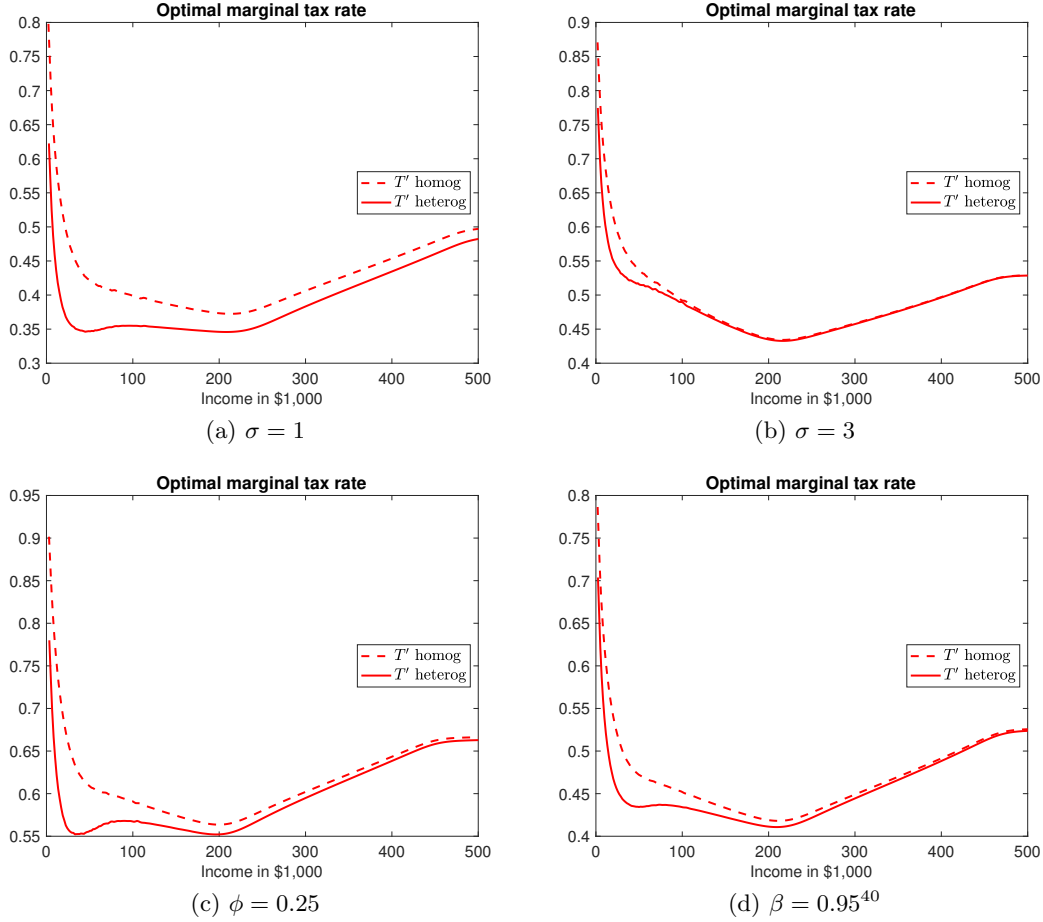 Optimal marginal tax rate
0.8
0.75
0.7
0.65
0.6
0.55
0.5
0.45
0.4
0.35
0.3
T′ homog
T′ heterog
0 100 200 300 400 500
Income in $1,000
(a) σ = 1
Optimal marginal tax rate
0.9
0.85
0.8
0.75
0.7
0.65
0.6
0.55
0.5
0.45
0.4
T′ homog
T′ heterog
0 100 200 300 400 500
Income in $1,000
(b) σ = 3
Optimal marginal tax rate
0.95
0.9
0.85
0.8
0.75
0.7
0.65
0.6
0.55
T′ homog
T′ heterog
0 100 200 300 400 500
Income in $1,000
(c) ϕ = 0.25
Optimal marginal tax rate
0.8
0.75
0.7
0.65
0.6
0.55
0.5
0.45
0.4
T′ homog
T′ heterog
0 100 200 300 400 500
Income in $1,000
(d) β = 0.95⁴⁰